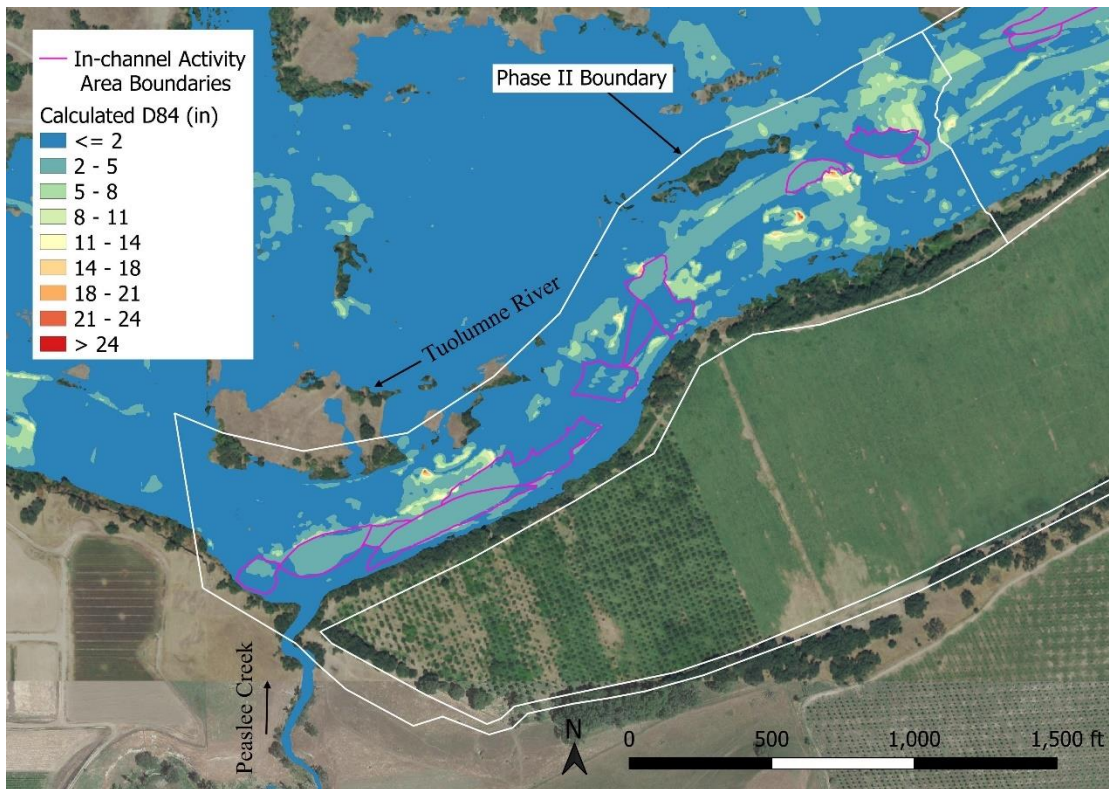 In-channel Activity
Area Boundaries
Calculated D84 (in)
<= 2
2 - 5
5 - 8
8 - 11
11 - 14
14 - 18
18 - 21
21 - 24
> 24
Phase II Boundary
Tuolumne River
Peaslee Creek
N
0 500 1,000 1,500 ft